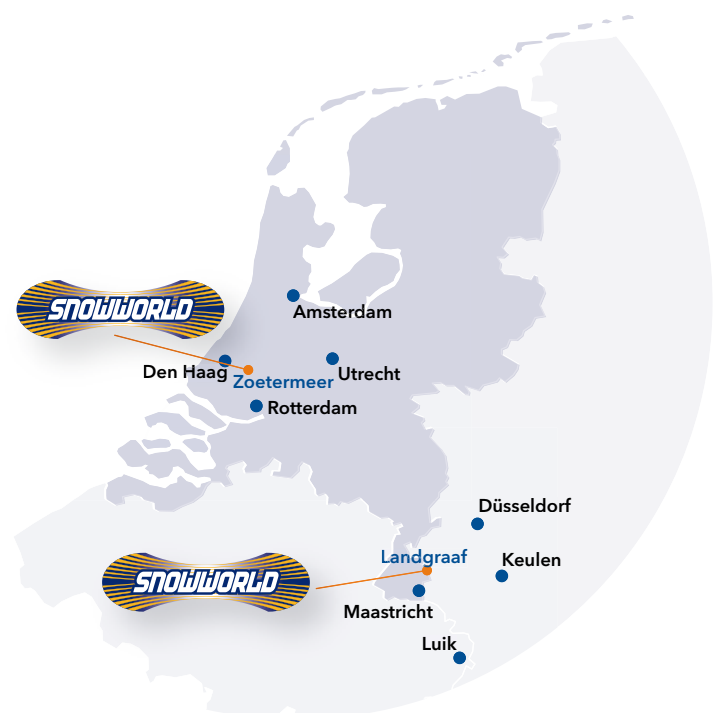 SNOWWORLD
Amsterdam
Den Haag
Zoetermeer
Utrecht
Rotterdam
Düsseldorf
Landgraaf
Keulen
SNOWWORLD
Maastricht
Luik